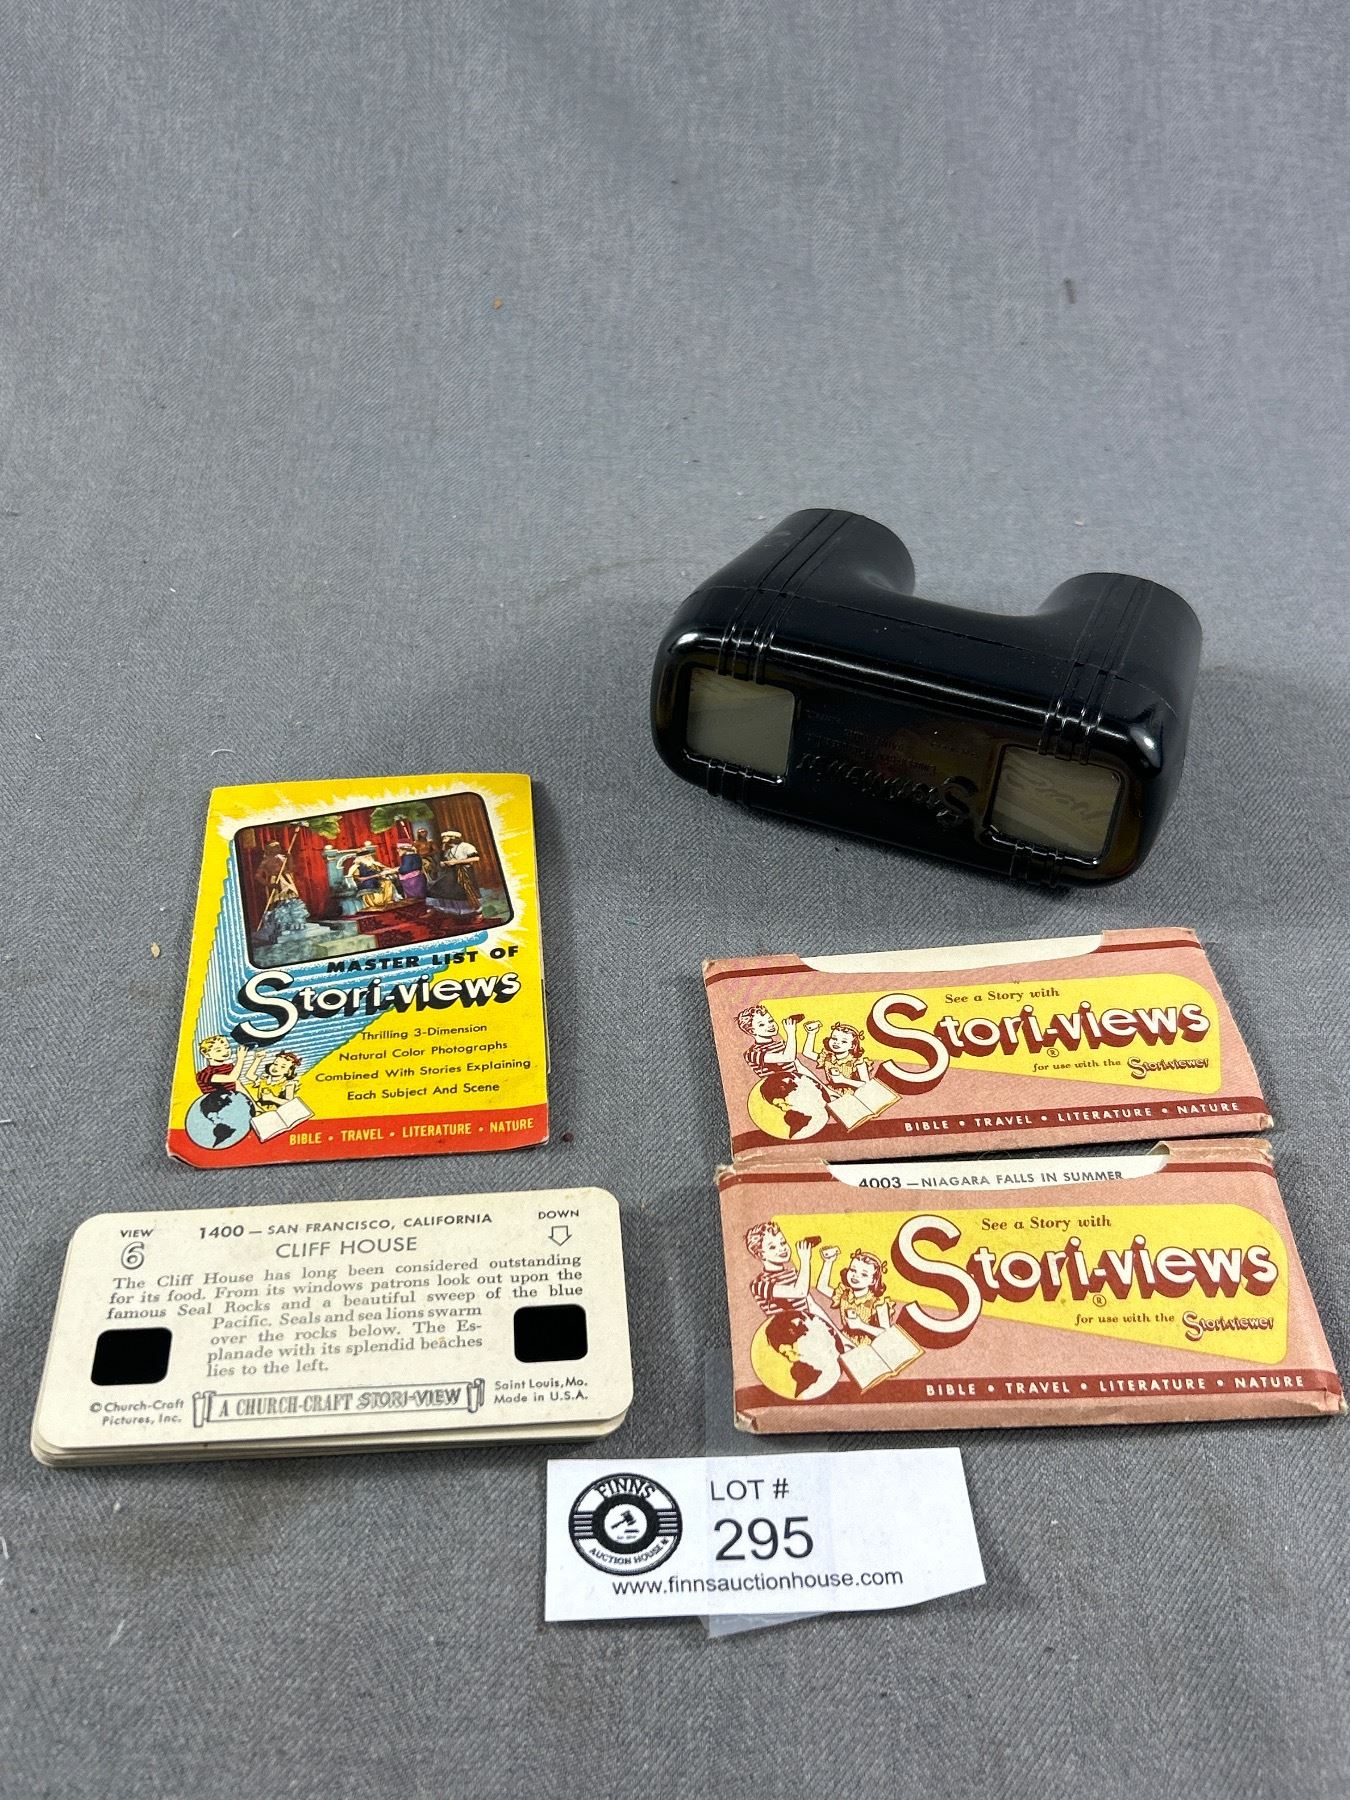 MASTER LIST OF
Stori-views
Thrilling 3-Dimension
Natural Color Photographs
Combined With Stories Explaining
Each Subject And Scene
BIBLE • TRAVEL • LITERATURE • NATURE
See a Story with
Stori-views
®
for use with the Stori-viewer
BIBLE • TRAVEL • LITERATURE • NATURE
4003 — NIAGARA FALLS IN SUMMER
See a Story with
Stori-views
®
for use with the Stori-viewer
BIBLE • TRAVEL • LITERATURE • NATURE
VIEW
6
1400 — SAN FRANCISCO, CALIFORNIA
CLIFF HOUSE
DOWN
The Cliff House has long been considered outstanding
for its food. From its windows patrons look out upon the
famous Seal Rocks and a beautiful sweep of the blue
Pacific. Seals and sea lions swarm
over the rocks below. The Es-
planade with its splendid beaches
lies to the left.
© Church-Craft
Pictures, Inc.
A CHURCH-CRAFT STORI-VIEW
Saint Louis, Mo.
Made in U.S.A.
FINNS
AUCTION HOUSE
LOT #
295
www.finnsauctionhouse.com